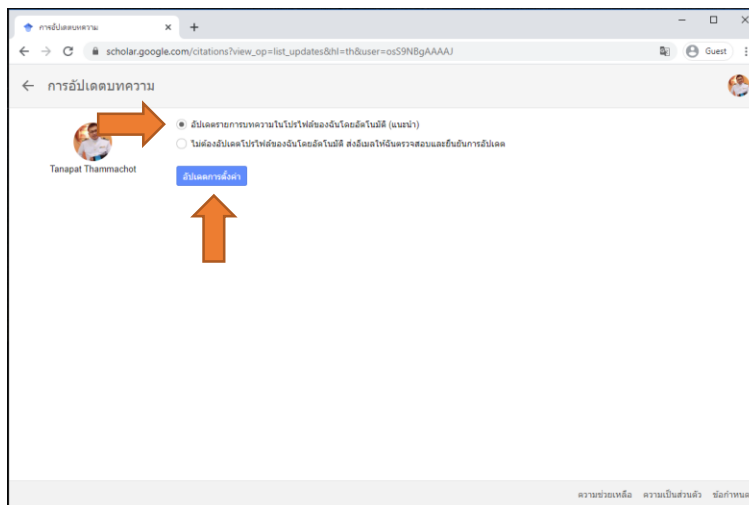 การอัปเดตบทความ
scholar.google.com/citations?view_op=list_updates&hl=th&user=osS9NBgAAAAJ
Guest
การอัปเดตบทความ
อัปเดตรายการบทความในโปรไฟล์ของฉันโดยอัตโนมัติ (แนะนำ)
ไม่ต้องอัปเดตโปรไฟล์ของฉันโดยอัตโนมัติ ส่งอีเมลให้ฉันตรวจสอบและยืนยันการอัปเดต
Tanapat Thammachot
อัปเดตการตั้งค่า
ความช่วยเหลือ ความเป็นส่วนตัว ข้อกำหนด